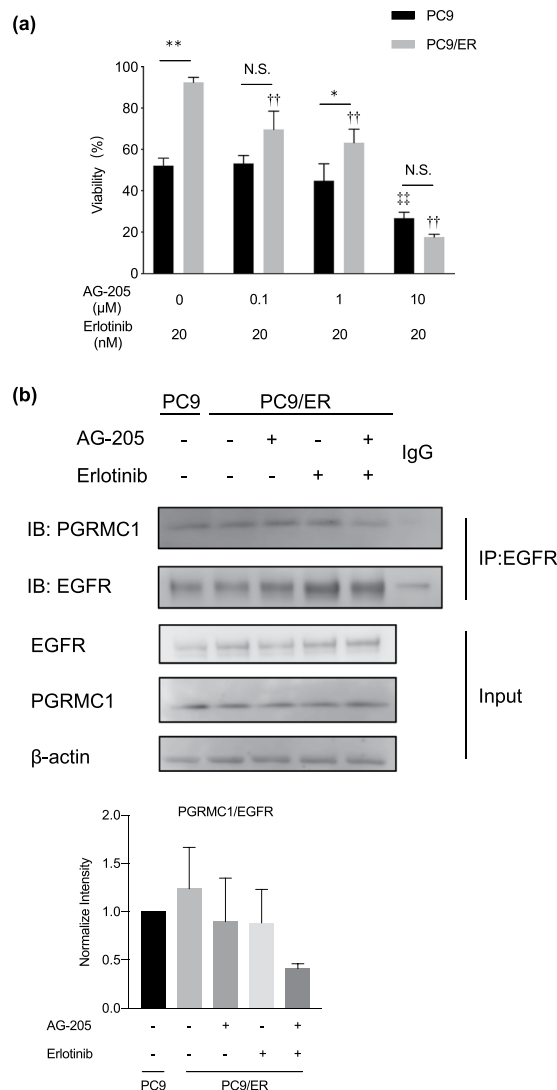 (a)
PC9
PC9/ER
** N.S. * N.S.
†† †† ‡‡ ††
100
80
60
40
20
0
Viability (%)
AG-205 (μM) 0 0.1 1 10
Erlotinib (nM) 20 20 20 20
(b)
PC9 PC9/ER
AG-205 - - + - + IgG
Erlotinib - - - + +
IB: PGRMC1
IB: EGFR
IP:EGFR
EGFR
PGRMC1
β-actin
Input
PGRMC1/EGFR
2.0
1.5
1.0
0.5
0.0
Normalize Intensity
AG-205 - - + - +
Erlotinib - - - + +
PC9 PC9/ER